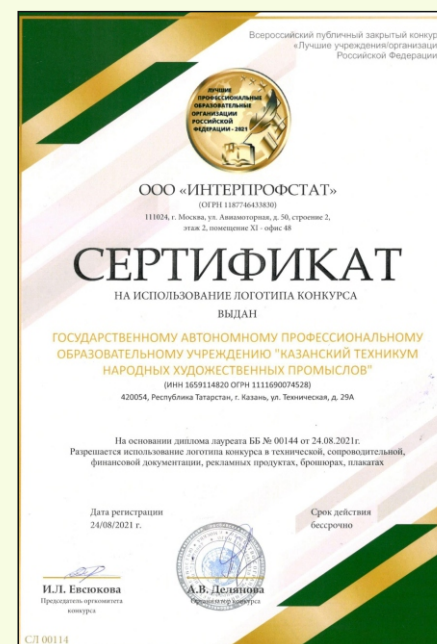 Всероссийский публичный закрытый конкур
«Лучшие учреждения/организаци
Российской Федерации
ЛУЧШИЕ
ПРОФЕССИОНАЛЬНЫЕ
ОБРАЗОВАТЕЛЬНЫЕ
ОРГАНИЗАЦИИ
РОССИЙСКОЙ
ФЕДЕРАЦИИ - 2021
ООО «ИНТЕРПРОФСТАТ»
(ОГРН 1187746433830)
111024, г. Москва, ул. Авиамоторная, д. 50, строение 2,
этаж 2, помещение XI - офис 48
СЕРТИФИКАТ
НА ИСПОЛЬЗОВАНИЕ ЛОГОТИПА КОНКУРСА
ВЫДАН
ГОСУДАРСТВЕННОМУ АВТОНОМНОМУ ПРОФЕССИОНАЛЬНОМУ
ОБРАЗОВАТЕЛЬНОМУ УЧРЕЖДЕНИЮ "КАЗАНСКИЙ ТЕХНИКУМ
НАРОДНЫХ ХУДОЖЕСТВЕННЫХ ПРОМЫСЛОВ"
(ИНН 1659114820 ОГРН 1111690074528)
420054, Республика Татарстан, г. Казань, ул. Техническая, д. 29А
На основании диплома лауреата ББ № 00144 от 24.08.2021г.
Разрешается использование логотипа конкурса в технической, сопроводительной,
финансовой документации, рекламных продуктах, брошюрах, плакатах
Дата регистрации
24/08/2021 г.
Срок действия
бессрочно
И.Л. Евсюкова
Председатель оргкомитета
конкурса
А.В. Делянова
Организатор конкурса
СЛ 00114